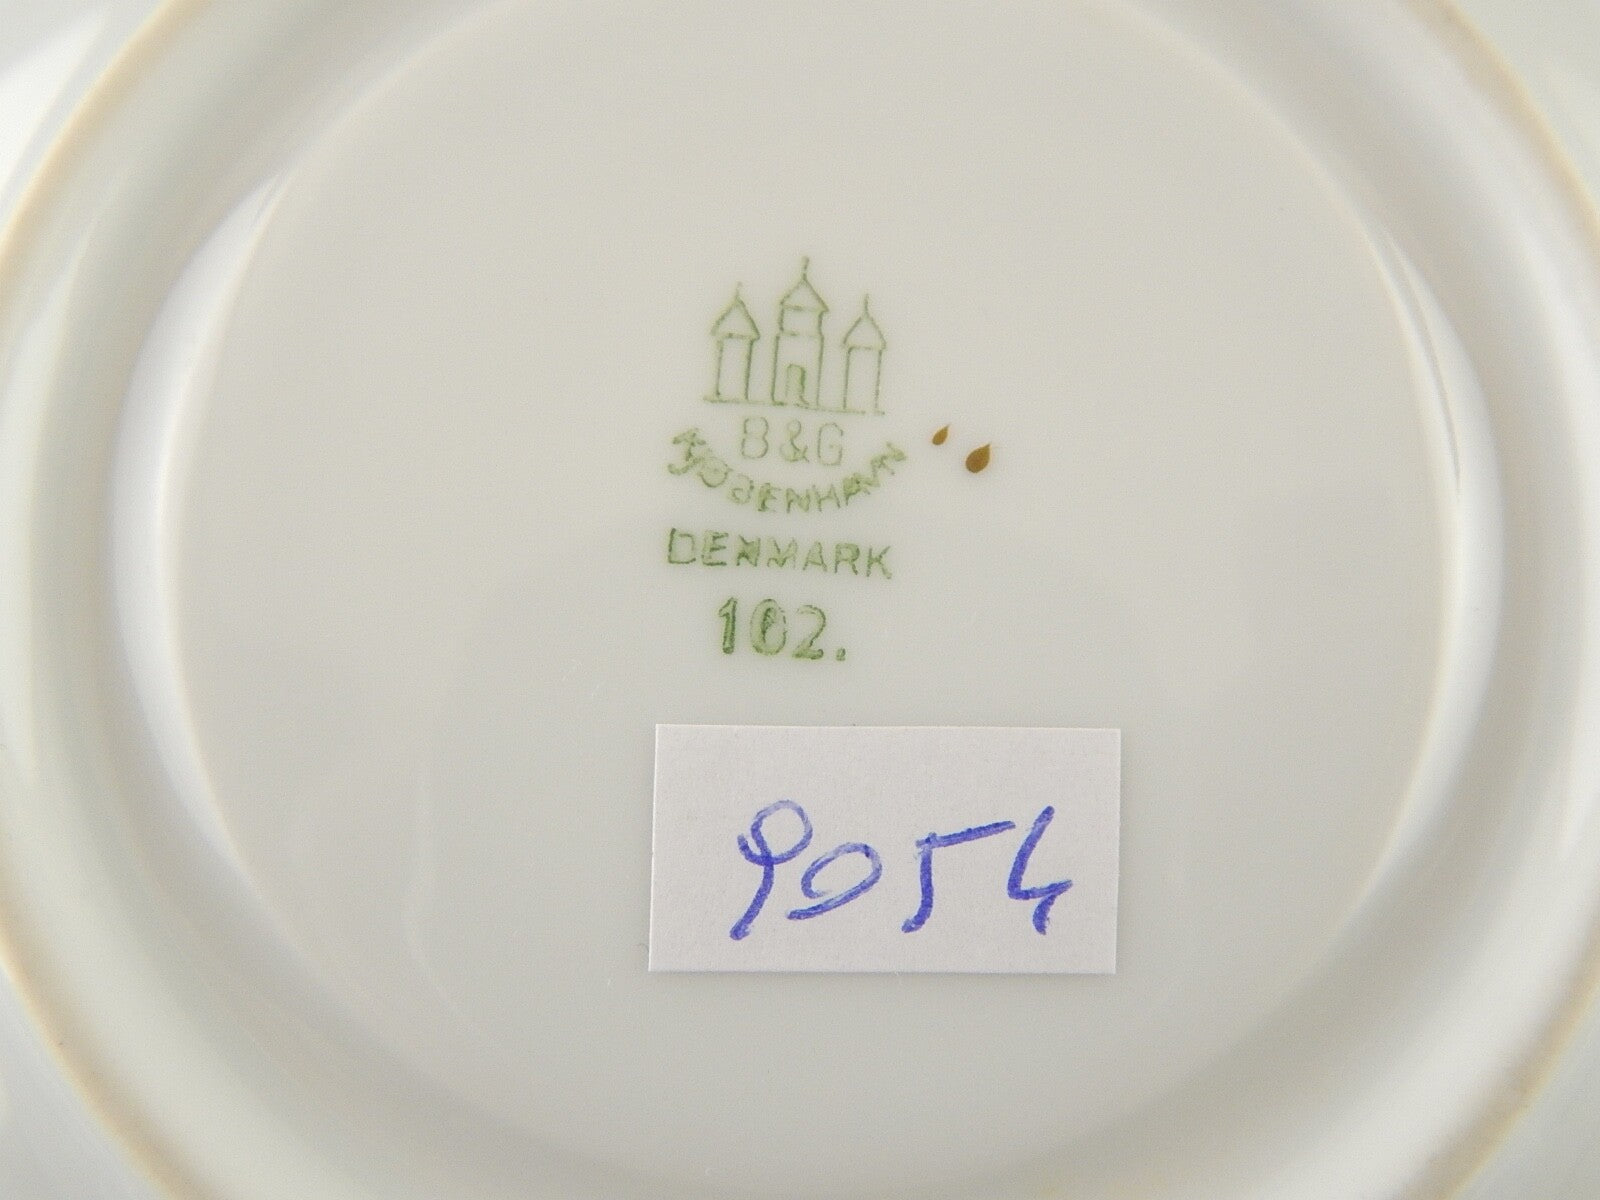 B&G
KJØBENHAVN
DENMARK
102.
9054